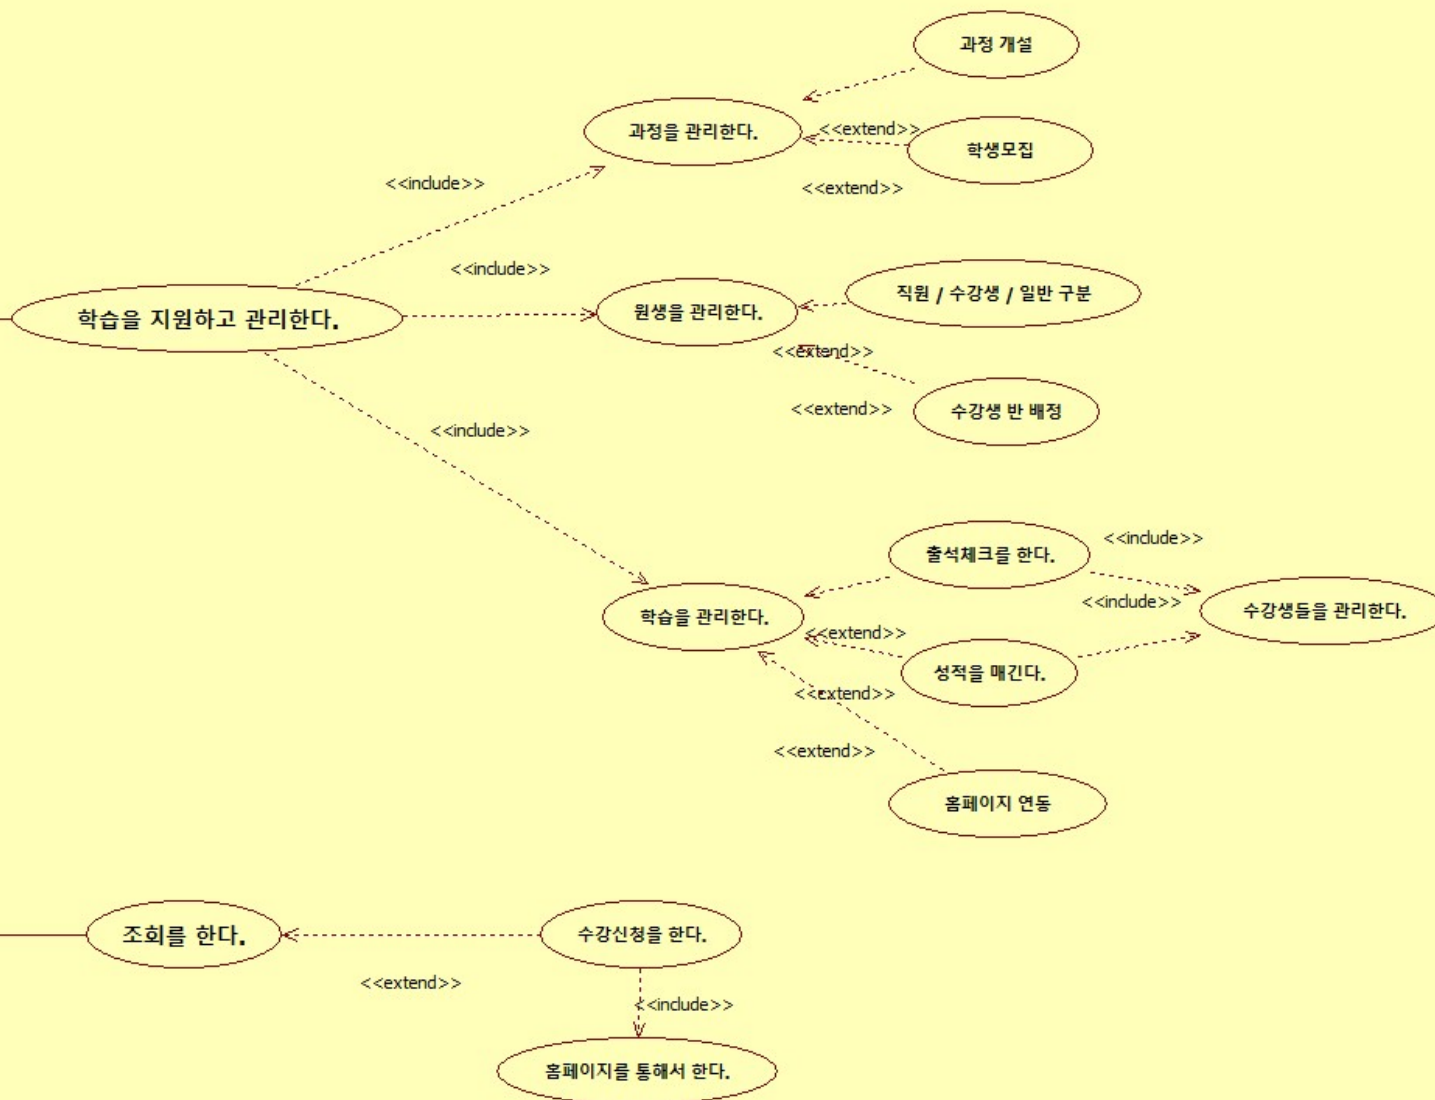 과정 개설
과정을 관리한다.
<<extend>>
학생모집
<<include>>
<<extend>>
<<include>>
직원 / 수강생 / 일반 구분
학습을 지원하고 관리한다.
원생을 관리한다.
<<extend>>
<<extend>>
수강생 반 배정
<<include>>
<<include>>
출석체크를 한다.
<<include>>
수강생들을 관리한다.
학습을 관리한다.
<<extend>>
성적을 매긴다.
<<extend>>
<<extend>>
홈페이지 연동
조회를 한다.
수강신청을 한다.
<<extend>>
<<include>>
홈페이지를 통해서 한다.